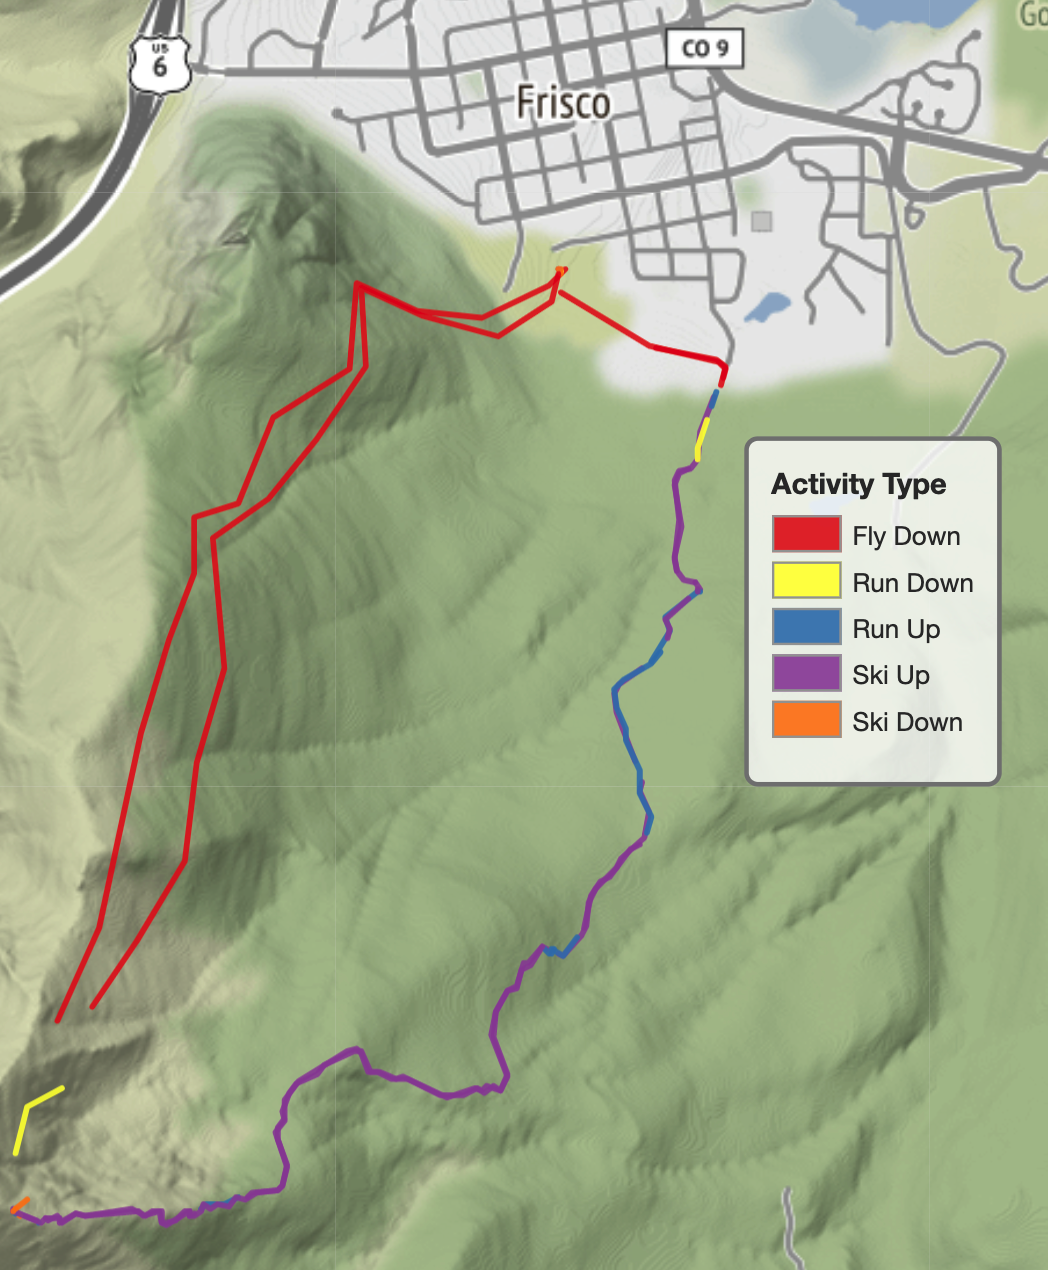 Go
US
6
CO 9
Frisco
Activity Type
Fly Down
Run Down
Run Up
Ski Up
Ski Down